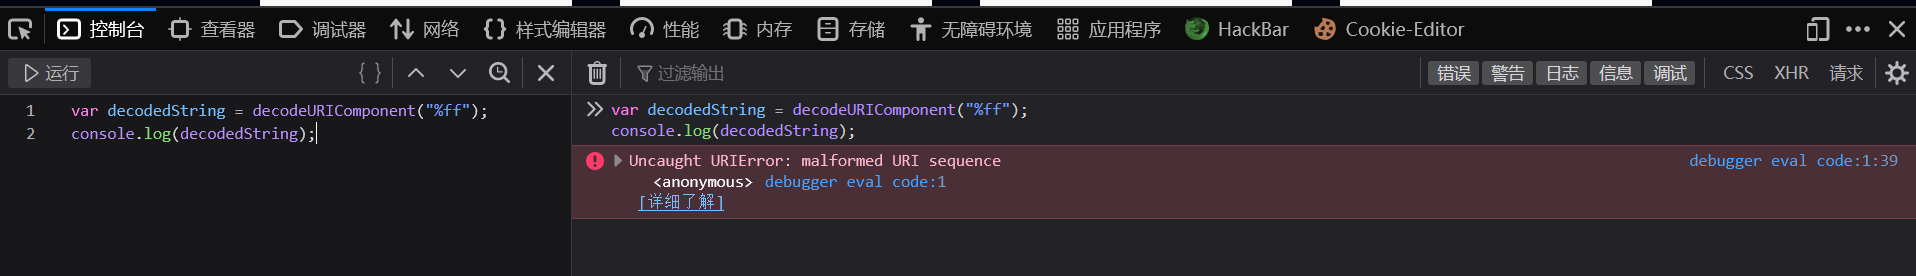 控制台 查看器 调试器 网络 样式编辑器 性能 内存 存储 无障碍环境 应用程序 HackBar Cookie-Editor
运行 { } 过滤输出 错误 警告 日志 信息 调试 CSS XHR 请求
1 var decodedString = decodeURIComponent("%ff");
2 console.log(decodedString);
var decodedString = decodeURIComponent("%ff");
console.log(decodedString);
Uncaught URIError: malformed URI sequence debugger eval code:1:39
<anonymous> debugger eval code:1
[详细了解]